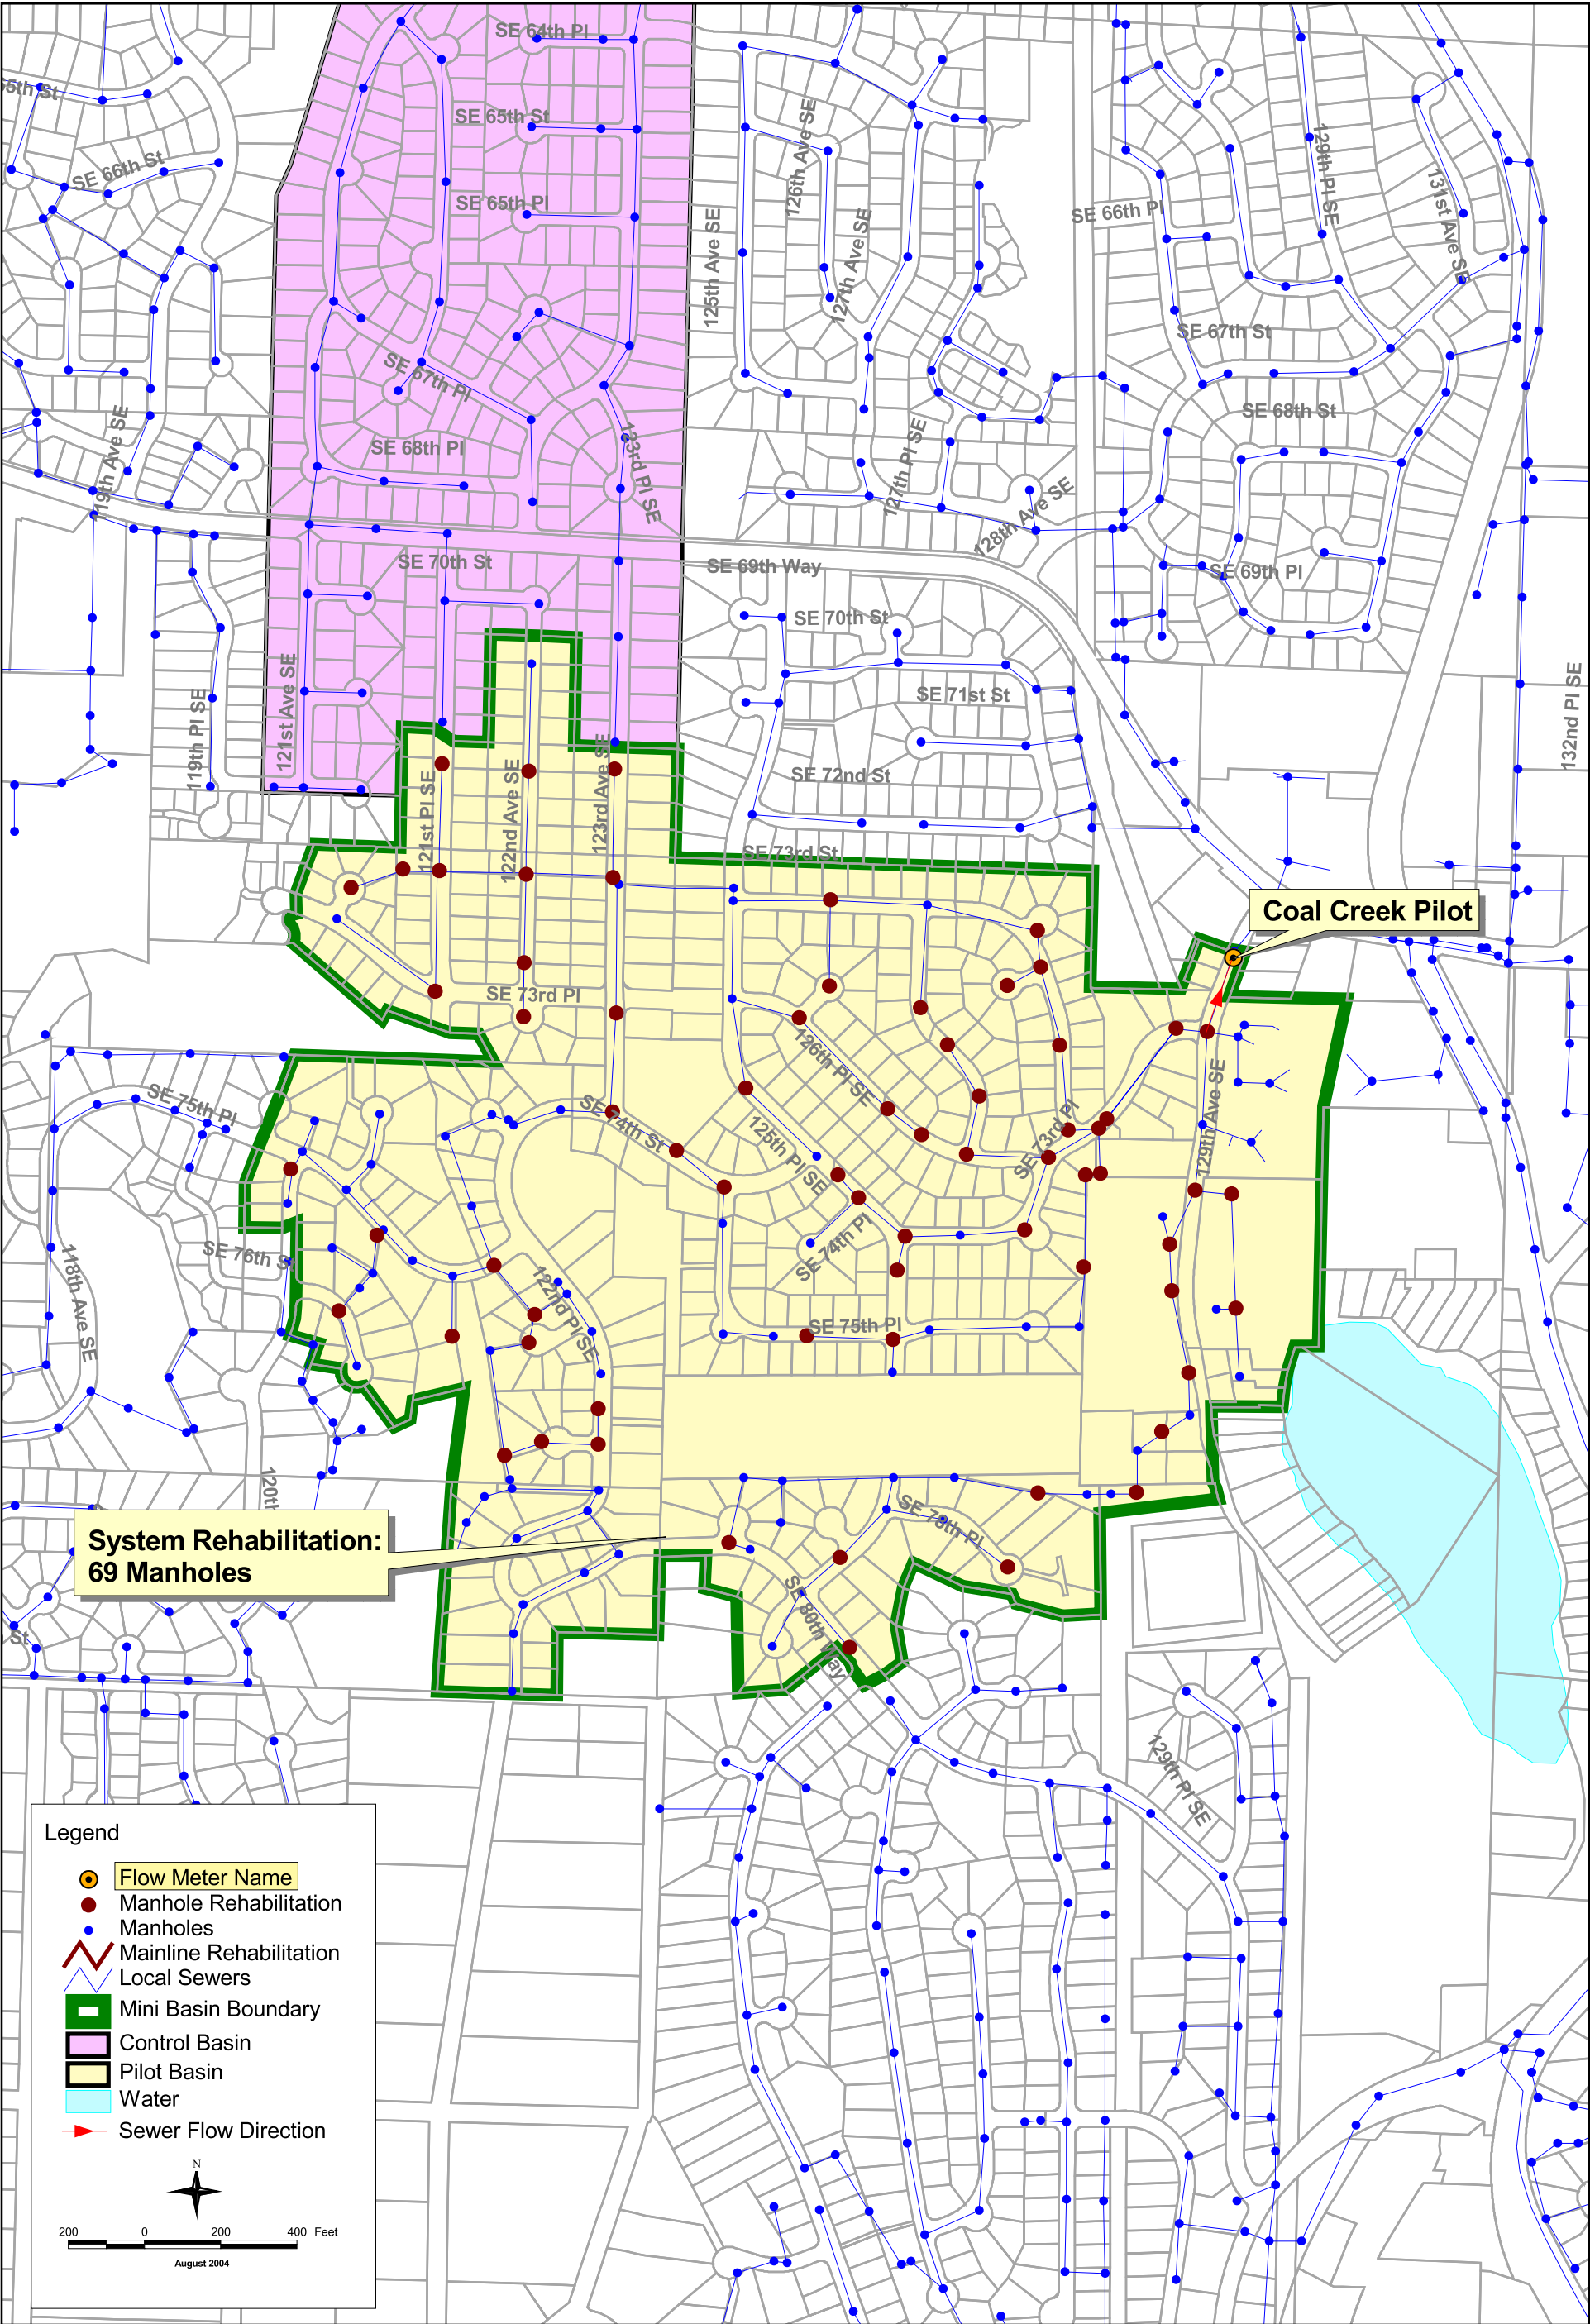 SE 64th Pl
65th St
SE 65th St
SE 66th St
SE 65th Pl
126th Ave SE
129th Pl SE
131st Ave SE
SE 66th Pl
125th Ave SE
127th Ave SE
SE 67th St
SE 67th Pl
SE 68th St
119th Ave SE
SE 68th Pl
123rd Pl SE
127th Pl SE
128th Ave SE
SE 70th St
SE 69th Way
SE 69th Pl
SE 70th St
121st Ave SE
119th Pl SE
SE 71st St
132nd Pl SE
SE 72nd St
121st Pl SE
122nd Ave SE
123rd Ave SE
SE 73rd St
Coal Creek Pilot
SE 73rd Pl
126th Pl SE
SE 75th Pl
SE 74th St
125th Pl SE
SE 73rd Pl
129th Ave SE
SE 76th S
118th Ave SE
SE 74th Pl
122nd Pl SE
SE 75th Pl
120th
SE 79th Pl
System Rehabilitation:
69 Manholes
SE 80th Way
St
129th Pl SE
Legend
Flow Meter Name
Manhole Rehabilitation
Manholes
Mainline Rehabilitation
Local Sewers
Mini Basin Boundary
Control Basin
Pilot Basin
Water
Sewer Flow Direction
N
200 0 200 400 Feet
August 2004